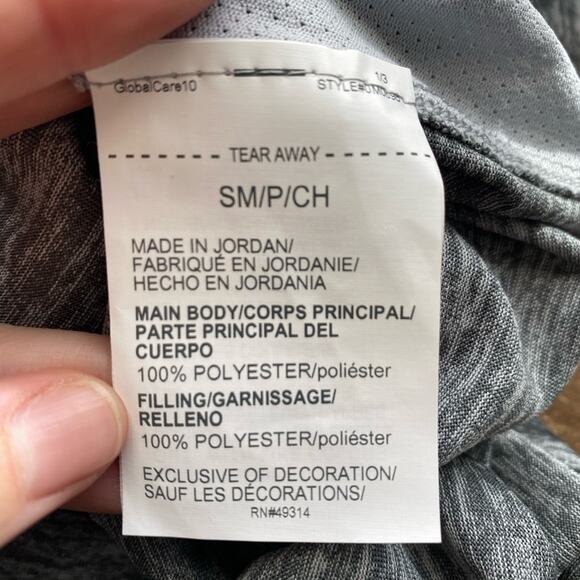 GlobalCare10
1/3
TEAR AWAY
SM/P/CH
MADE IN JORDAN/
FABRIQUÉ EN JORDANIE/
HECHO EN JORDANIA
MAIN BODY/CORPS PRINCIPAL/
PARTE PRINCIPAL DEL
CUERPO
100% POLYESTER/poliéster
FILLING/GARNISSAGE/
RELLENO
100% POLYESTER/poliéster
EXCLUSIVE OF DECORATION/
SAUF LES DÉCORATIONS/
RN#49314